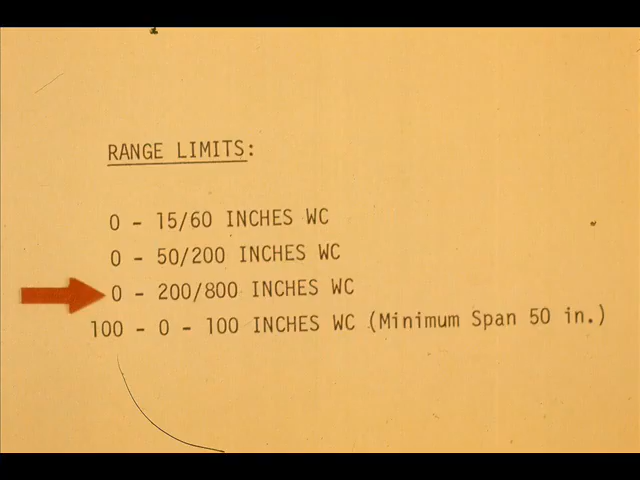 RANGE LIMITS:
0 - 15/60 INCHES WC
0 - 50/200 INCHES WC
0 - 200/800 INCHES WC
100 - 0 - 100 INCHES WC (Minimum Span 50 in.)